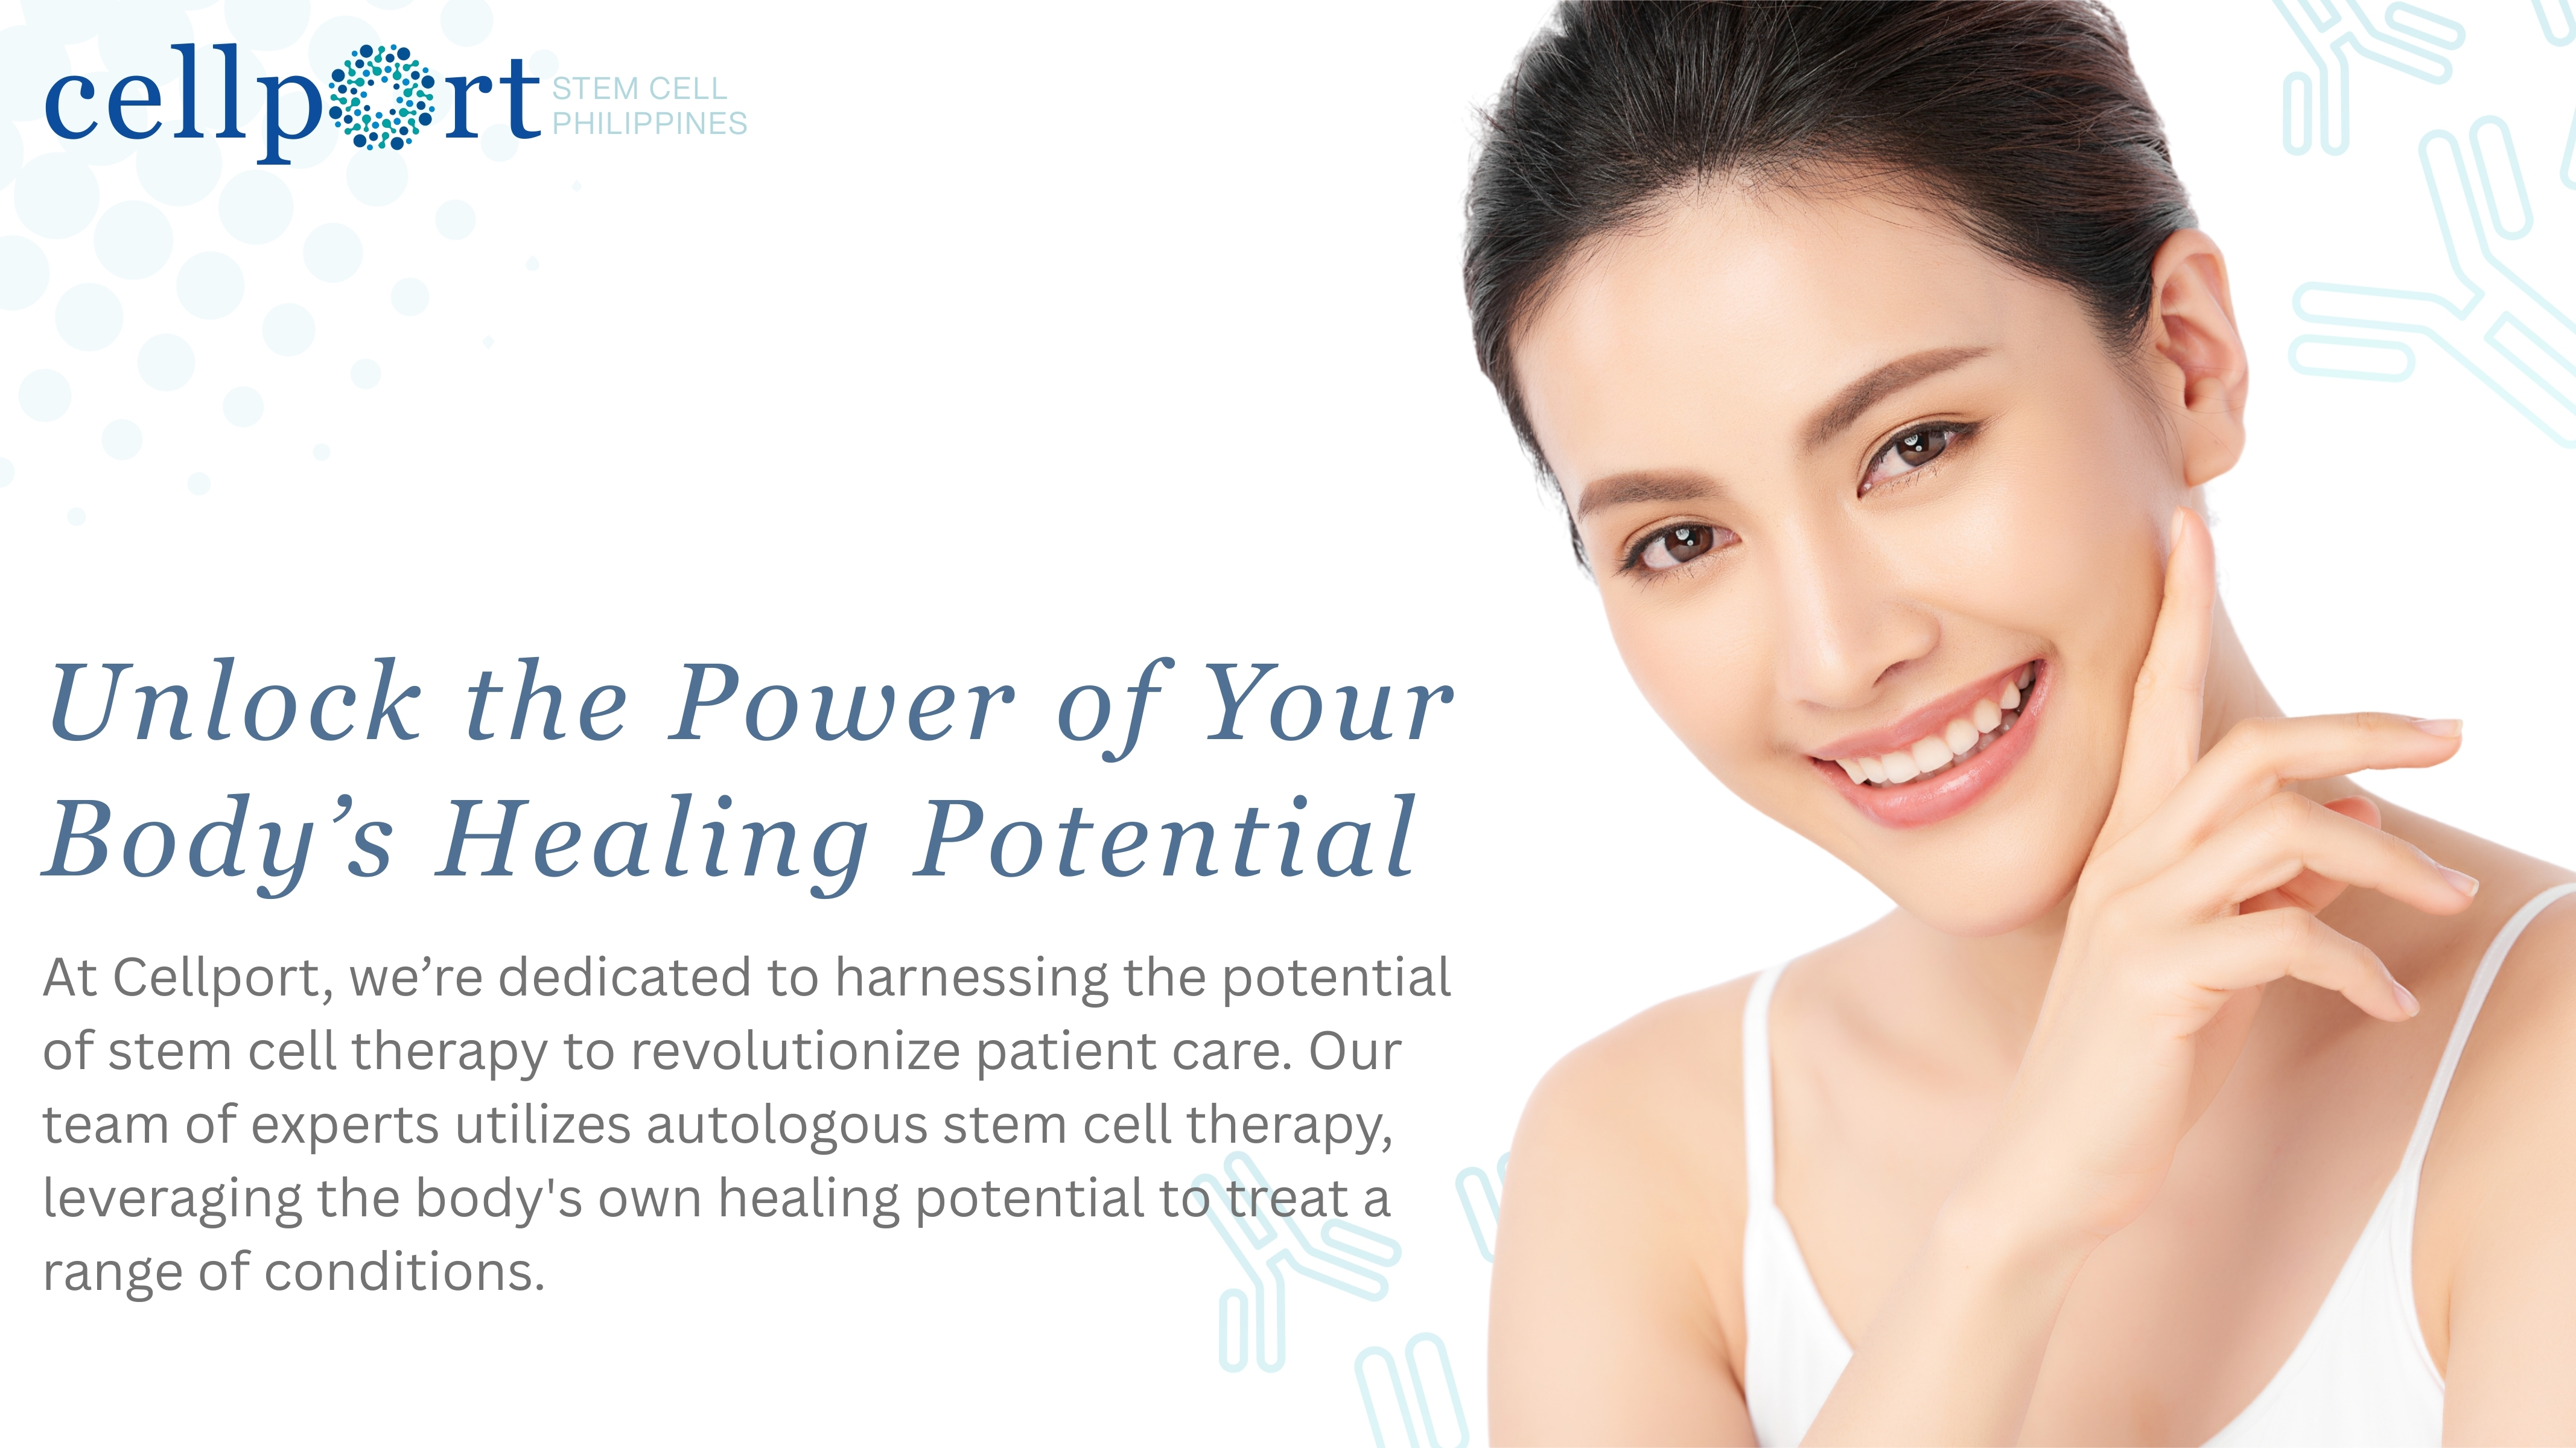 cellport
STEM CELL
PHILIPPINES
Unlock the Power of Your
Body’s Healing Potential
At Cellport, we’re dedicated to harnessing the potential
of stem cell therapy to revolutionize patient care. Our
team of experts utilizes autologous stem cell therapy,
leveraging the body's own healing potential to treat a
range of conditions.